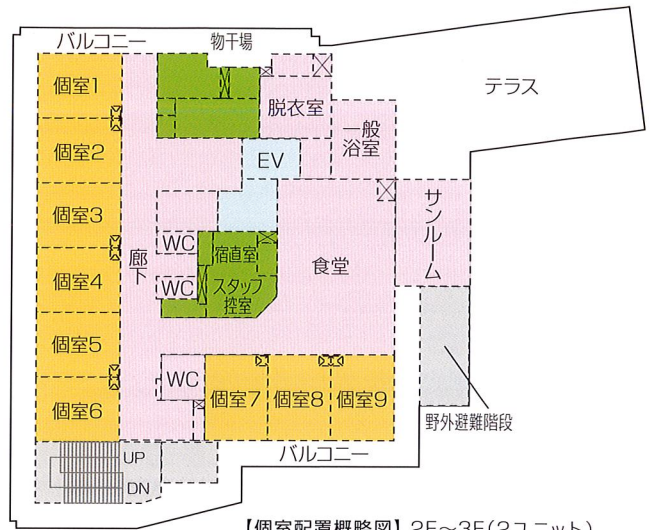 バルコニー
物干場
テラス
個室1
脱衣室
一般
浴室
個室2
EV
個室3
サンルーム
WC
宿直室
廊下
食堂
個室4
WC
スタッフ
控室
個室5
WC
個室6
個室7
個室8
個室9
野外避難階段
バルコニー
UP
DN
【個室配置概略図】2F〜3F(2ユニット)